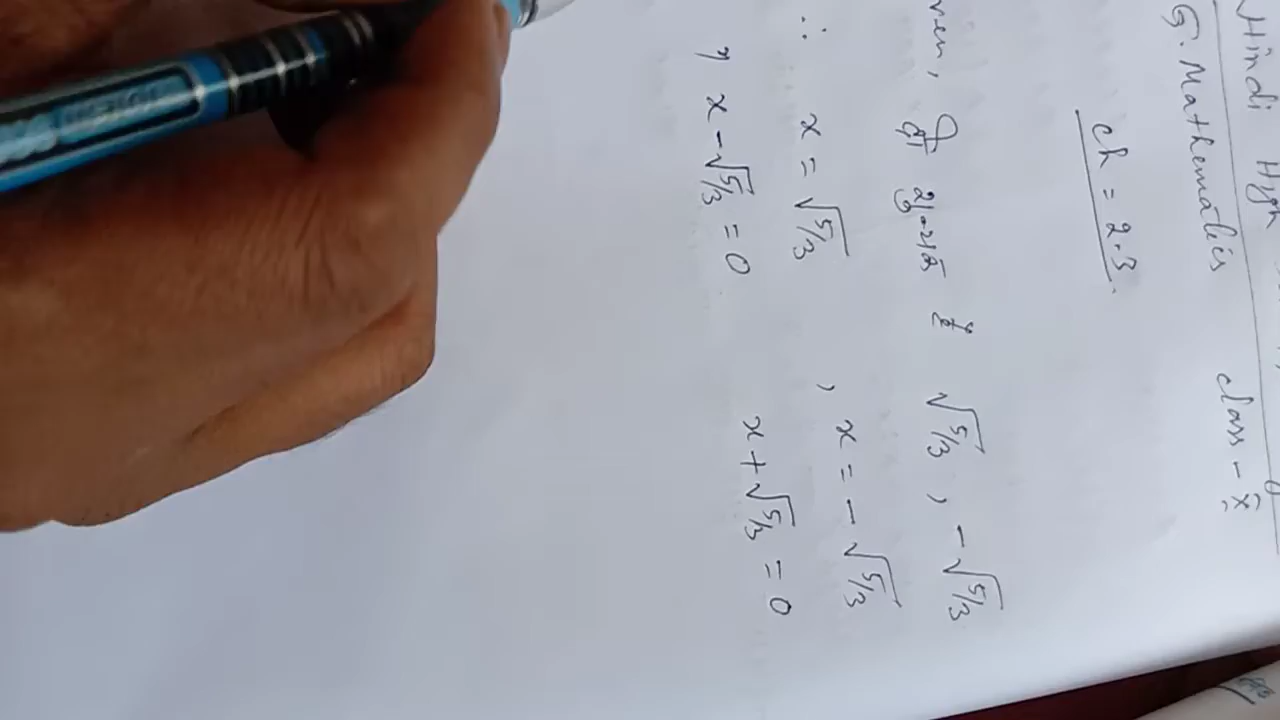 Hindi High
G. Mathematics class - X
ch = 2.3.
ven, दो शून्यक हैं √5/3 , -√5/3
∴ x = √5/3 , x = -√5/3
x - √5/3 = 0 x + √5/3 = 0